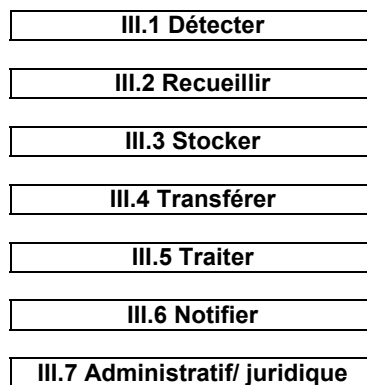 III.1 Détecter
III.2 Recueillir
III.3 Stocker
III.4 Transférer
III.5 Traiter
III.6 Notifier
III.7 Administratif/ juridique